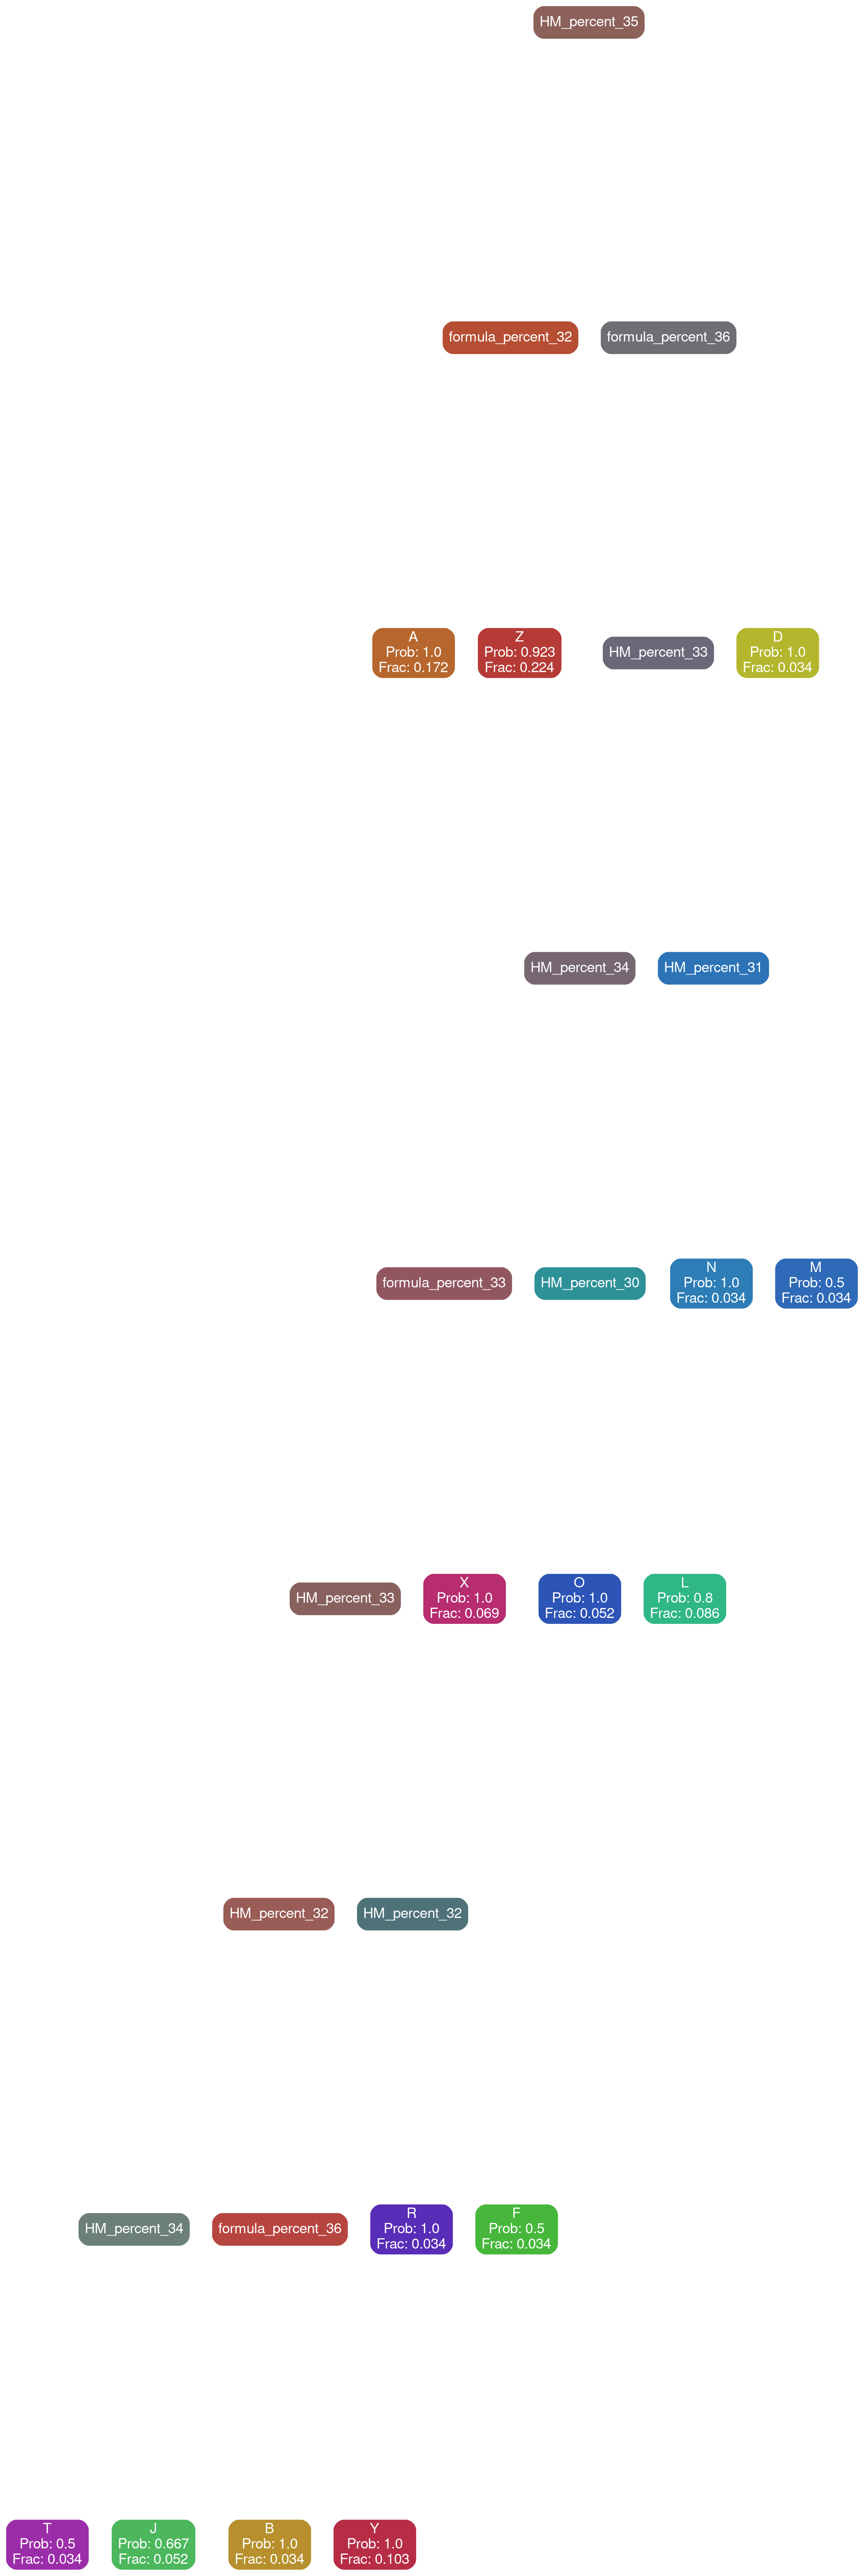 HM_percent_35
formula_percent_32
formula_percent_36
A
Prob: 1.0
Frac: 0.172
Z
Prob: 0.923
Frac: 0.224
HM_percent_33
D
Prob: 1.0
Frac: 0.034
HM_percent_34
HM_percent_31
formula_percent_33
HM_percent_30
N
Prob: 1.0
Frac: 0.034
M
Prob: 0.5
Frac: 0.034
HM_percent_33
X
Prob: 1.0
Frac: 0.069
O
Prob: 1.0
Frac: 0.052
L
Prob: 0.8
Frac: 0.086
HM_percent_32
HM_percent_32
HM_percent_34
formula_percent_36
R
Prob: 1.0
Frac: 0.034
F
Prob: 0.5
Frac: 0.034
T
Prob: 0.5
Frac: 0.034
J
Prob: 0.667
Frac: 0.052
B
Prob: 1.0
Frac: 0.034
Y
Prob: 1.0
Frac: 0.103